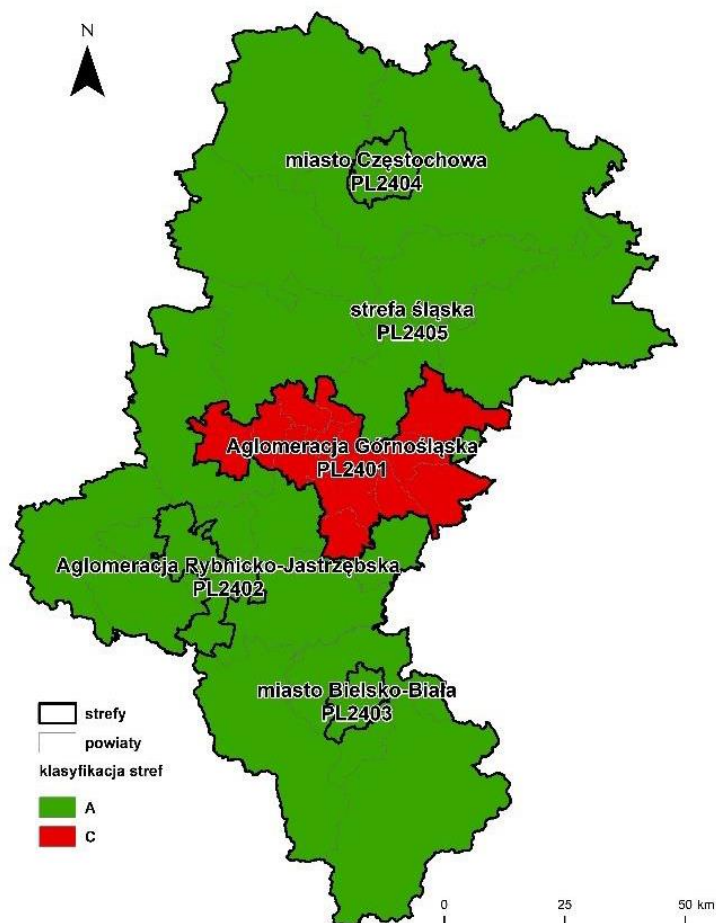 N
miasto Częstochowa
PL2404
strefa śląska
PL2405
Aglomeracja Górnośląska
PL2401
Aglomeracja Rybnicko-Jastrzębska
PL2402
miasto Bielsko-Biała
PL2403
strefy
powiaty
klasyfikacja stref
A
C
0 25 50 km